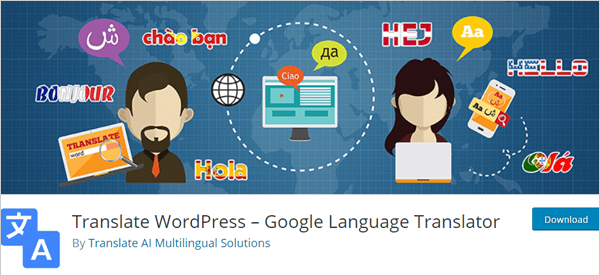 ش
chào bạn
BONJOUR
TRANSLATE
word
Hola
Ciao
да
HEJ
Aa
HELLO
Aa
ش
Olá
文
A
Translate WordPress – Google Language Translator
By Translate AI Multilingual Solutions
Download